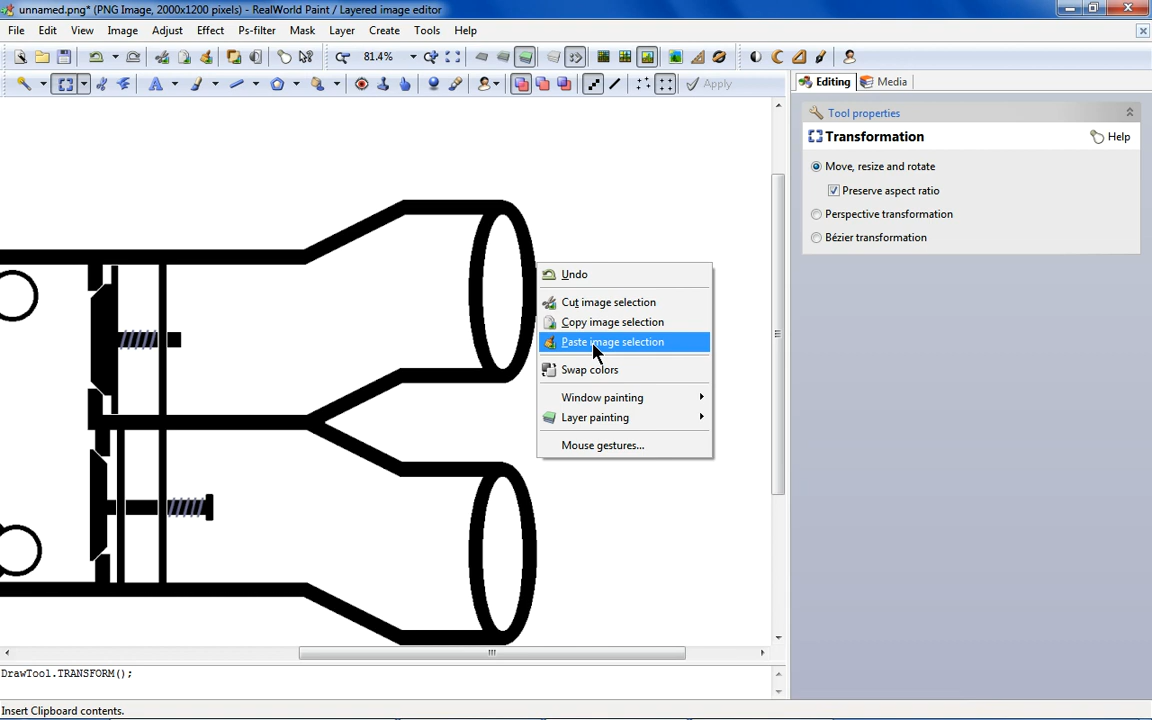 unnamed.png* (PNG Image, 2000x1200 pixels) - RealWorld Paint / Layered image editor
File Edit View Image Adjust Effect Ps-filter Mask Layer Create Tools Help
81.4%
Apply
Editing Media
Tool properties
Transformation Help
Move, resize and rotate
Preserve aspect ratio
Perspective transformation
Bézier transformation
Undo
Cut image selection
Copy image selection
Paste image selection
Swap colors
Window painting
Layer painting
Mouse gestures...
DrawTool.TRANSFORM();
Insert Clipboard contents.